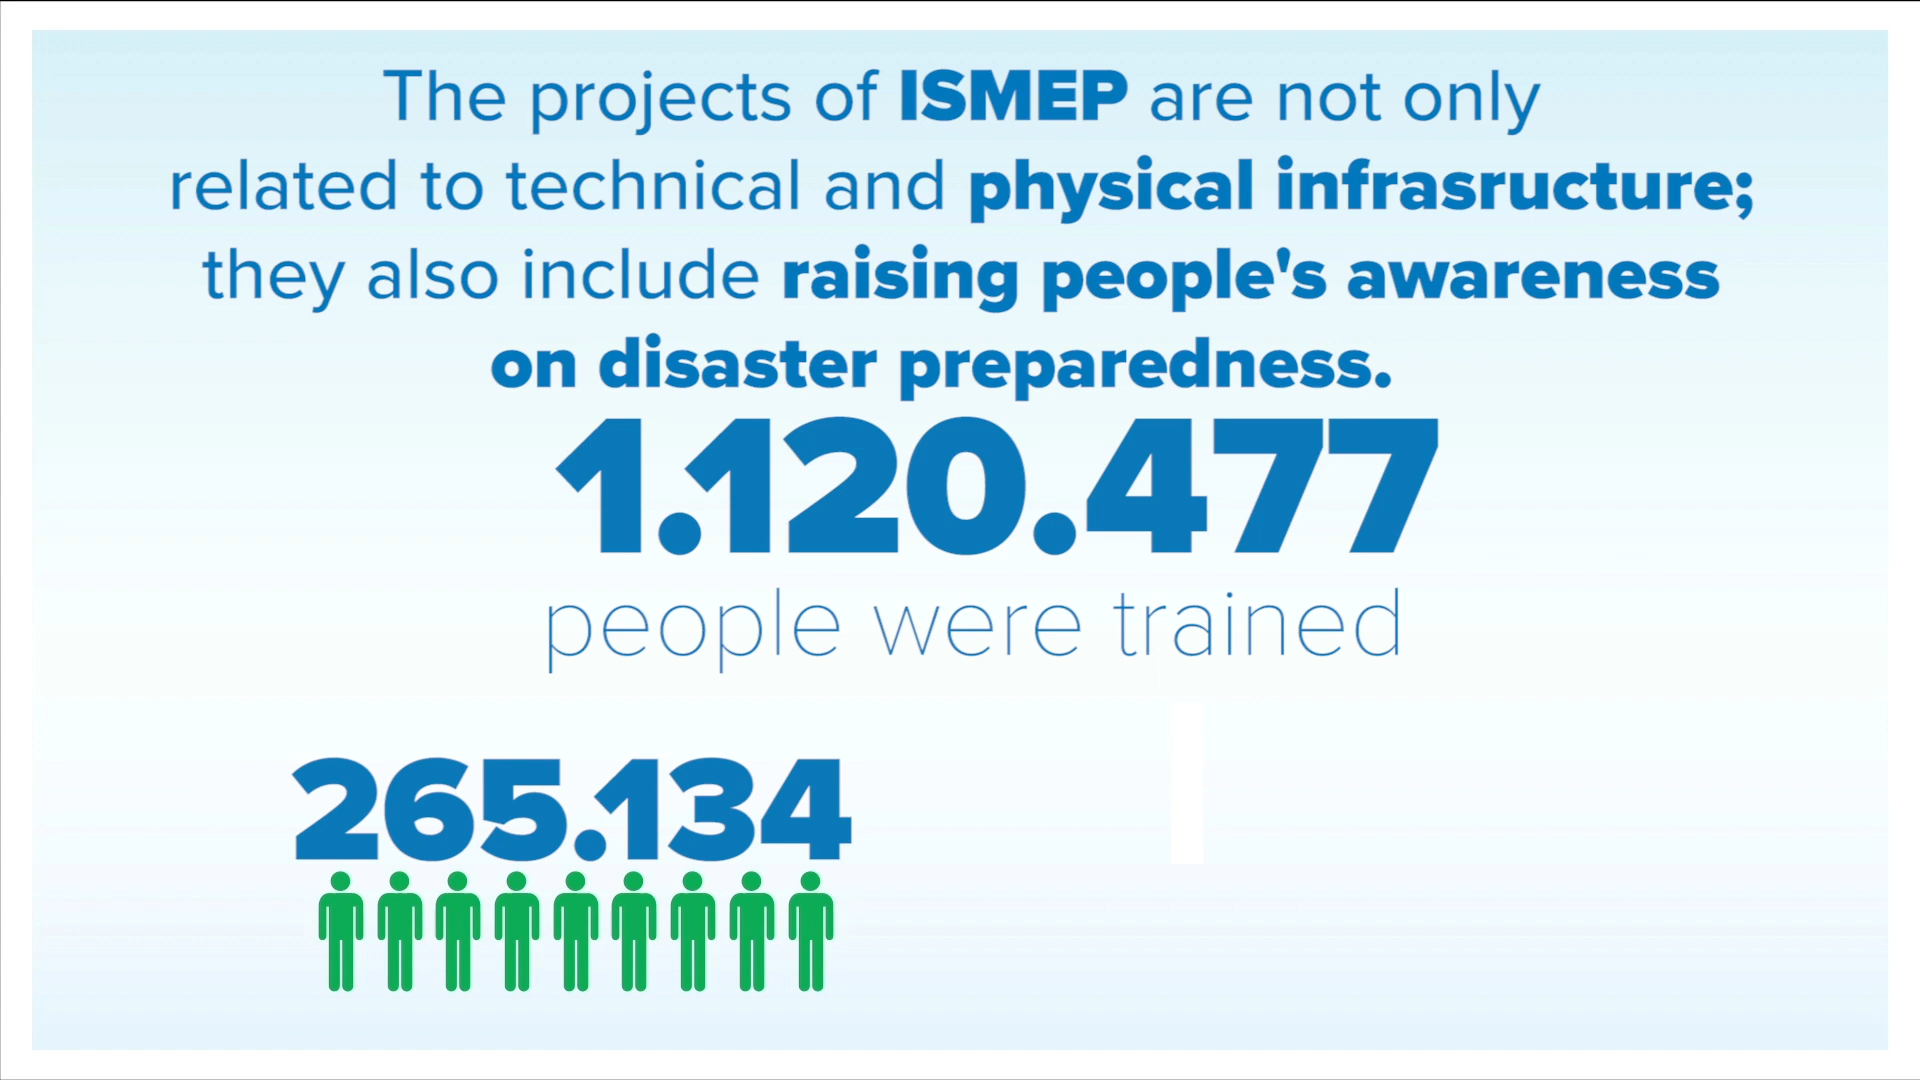 The projects of ISMEP are not only
related to technical and physical infrasructure;
they also include raising people's awareness
on disaster preparedness.
1.120.477
people were trained
265.134